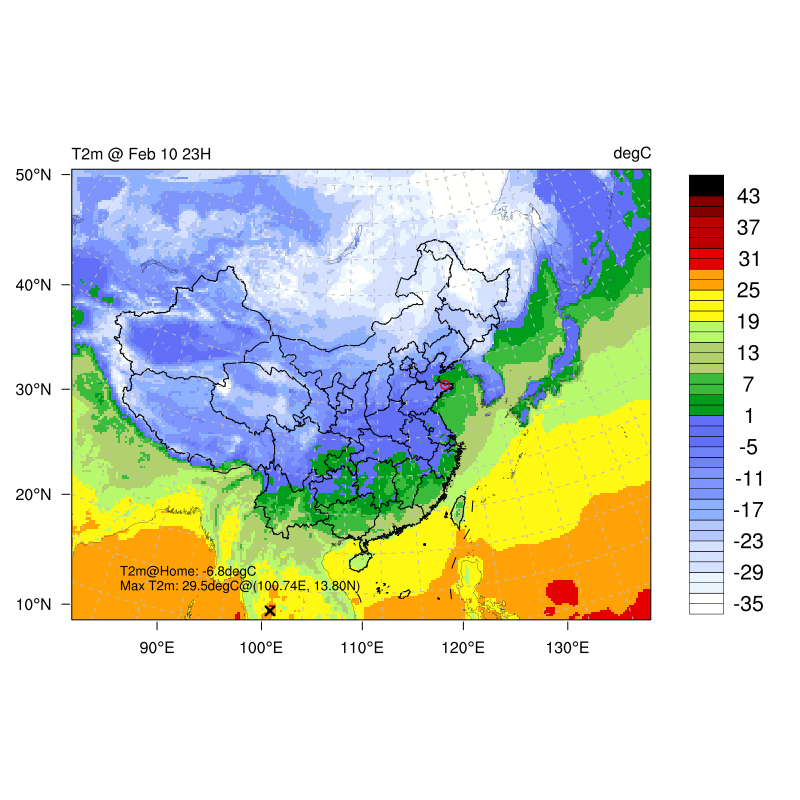 T2m @ Feb 10 23H
degC
50°N
40°N
30°N
20°N
10°N
T2m@Home: -6.8degC
Max T2m: 29.5degC@(100.74E, 13.80N)
90°E 100°E 110°E 120°E 130°E
43
37
31
25
19
13
7
1
-5
-11
-17
-23
-29
-35